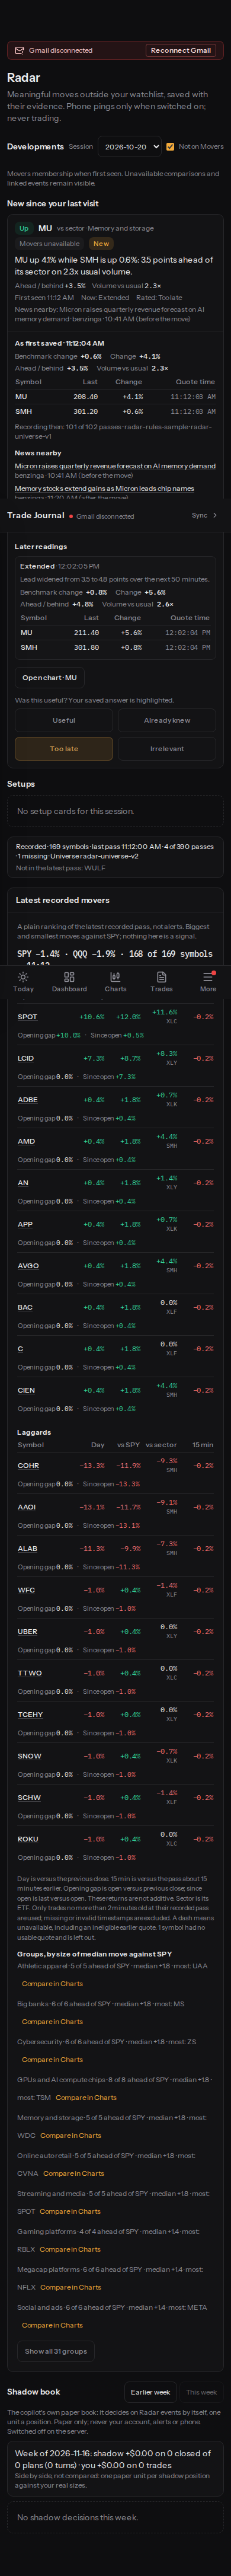 Gmail disconnected
Reconnect Gmail
Radar
Meaningful moves outside your watchlist, saved with
their evidence. Phone pings only when switched on;
never trading.
Developments Session 2026-10-20 Not on Movers
Movers membership when first seen. Unavailable comparisons and
linked events remain visible.
New since your last visit
Up MU vs sector · Memory and storage
Movers unavailable New
MU up 4.1% while SMH is up 0.6%: 3.5 points ahead of
its sector on 2.3x usual volume.
Ahead / behind +3.5% Volume vs usual 2.3×
First seen 11:12 AM Now: Extended Rated: Too late
News nearby: Micron raises quarterly revenue forecast on AI
memory demand · benzinga · 10:41 AM (before the move)
As first saved · 11:12:04 AM
Benchmark change +0.6% Change +4.1%
Ahead / behind +3.5% Volume vs usual 2.3×
Symbol Last Change Quote time
MU 208.40 +4.1% 11:12:03 AM
SMH 301.20 +0.6% 11:12:03 AM
Recording then: 101 of 102 passes · radar-rules-sample · radar-
universe-v1
News nearby
Micron raises quarterly revenue forecast on AI memory demand
benzinga · 10:41 AM (before the move)
Memory stocks extend gains as Micron leads chip names
benzinga · 11:20 AM (after the move)
Trade Journal Gmail disconnected Sync
Later readings
Extended · 12:02:05 PM
Lead widened from 3.5 to 4.8 points over the next 50 minutes.
Benchmark change +0.8% Change +5.6%
Ahead / behind +4.8% Volume vs usual 2.6×
Symbol Last Change Quote time
MU 211.40 +5.6% 12:02:04 PM
SMH 301.80 +0.8% 12:02:04 PM
Open chart · MU
Was this useful? Your saved answer is highlighted.
Useful Already knew
Too late Irrelevant
Setups
No setup cards for this session.
Recorded · 169 symbols · last pass 11:12:00 AM · 4 of 390 passes
· 1 missing · Universe radar-universe-v2
Not in the latest pass: WULF
Latest recorded movers
A plain ranking of the latest recorded pass, not alerts. Biggest
and smallest moves against SPY; nothing here is a signal.
SPY −1.4% · QQQ −1.9% · 168 of 169 symbols
Today Dashboard Charts Trades More
SPOT +10.6% +12.0% +11.6% XLC −0.2%
Opening gap +10.0% · Since open +0.5%
LCID +7.3% +8.7% +8.3% XLY −0.2%
Opening gap 0.0% · Since open +7.3%
ADBE +0.4% +1.8% +0.7% XLK −0.2%
Opening gap 0.0% · Since open +0.4%
AMD +0.4% +1.8% +4.4% SMH −0.2%
Opening gap 0.0% · Since open +0.4%
AN +0.4% +1.8% +1.4% XLY −0.2%
Opening gap 0.0% · Since open +0.4%
APP +0.4% +1.8% +0.7% XLK −0.2%
Opening gap 0.0% · Since open +0.4%
AVGO +0.4% +1.8% +4.4% SMH −0.2%
Opening gap 0.0% · Since open +0.4%
BAC +0.4% +1.8% 0.0% XLF −0.2%
Opening gap 0.0% · Since open +0.4%
C +0.4% +1.8% 0.0% XLF −0.2%
Opening gap 0.0% · Since open +0.4%
CIEN +0.4% +1.8% +4.4% SMH −0.2%
Opening gap 0.0% · Since open +0.4%
Laggards
Symbol Day vs SPY vs sector 15 min
COHR −13.3% −11.9% −9.3% SMH −0.2%
Opening gap 0.0% · Since open −13.3%
AAOI −13.1% −11.7% −9.1% SMH −0.2%
Opening gap 0.0% · Since open −13.1%
ALAB −11.3% −9.9% −7.3% SMH −0.2%
Opening gap 0.0% · Since open −11.3%
WFC −1.0% +0.4% −1.4% XLF −0.2%
Opening gap 0.0% · Since open −1.0%
UBER −1.0% +0.4% 0.0% XLY −0.2%
Opening gap 0.0% · Since open −1.0%
TTWO −1.0% +0.4% 0.0% XLC −0.2%
Opening gap 0.0% · Since open −1.0%
TCEHY −1.0% +0.4% 0.0% XLY −0.2%
Opening gap 0.0% · Since open −1.0%
SNOW −1.0% +0.4% −0.7% XLK −0.2%
Opening gap 0.0% · Since open −1.0%
SCHW −1.0% +0.4% −1.4% XLF −0.2%
Opening gap 0.0% · Since open −1.0%
ROKU −1.0% +0.4% 0.0% XLC −0.2%
Opening gap 0.0% · Since open −1.0%
Day is versus the previous close; 15 min is versus the pass about 15
minutes earlier. Opening gap is open versus previous close; since
open is last versus open. These returns are not additive. Sector is its
ETF. Only trades no more than 2 minutes old at their recorded pass
are used; missing or invalid timestamps are excluded. A dash means
unavailable, including an ineligible earlier quote. 1 symbol had no
usable quote and is left out.
Groups, by size of median move against SPY
Athletic apparel · 5 of 5 ahead of SPY · median +1.8 · most: UAA
Compare in Charts
Big banks · 6 of 6 ahead of SPY · median +1.8 · most: MS
Compare in Charts
Cybersecurity · 6 of 6 ahead of SPY · median +1.8 · most: ZS
Compare in Charts
GPUs and AI compute chips · 8 of 8 ahead of SPY · median +1.8 ·
most: TSM Compare in Charts
Memory and storage · 5 of 5 ahead of SPY · median +1.8 · most:
WDC Compare in Charts
Online auto retail · 5 of 5 ahead of SPY · median +1.8 · most:
CVNA Compare in Charts
Streaming and media · 5 of 5 ahead of SPY · median +1.8 · most:
SPOT Compare in Charts
Gaming platforms · 4 of 4 ahead of SPY · median +1.4 · most:
RBLX Compare in Charts
Megacap platforms · 6 of 6 ahead of SPY · median +1.4 · most:
NFLX Compare in Charts
Social and ads · 6 of 6 ahead of SPY · median +1.4 · most: META
Compare in Charts
Show all 31 groups
Shadow book Earlier week This week
The copilot's own paper book: it decides on Radar events by itself, one
unit a position. Paper only; never your account, alerts or phone.
Switched off on the server.
Week of 2026-11-16: shadow +$0.00 on 0 closed of
0 plans (0 turns) · you +$0.00 on 0 trades
Side by side, not compared: one paper unit per shadow position
against your real sizes.
No shadow decisions this week.